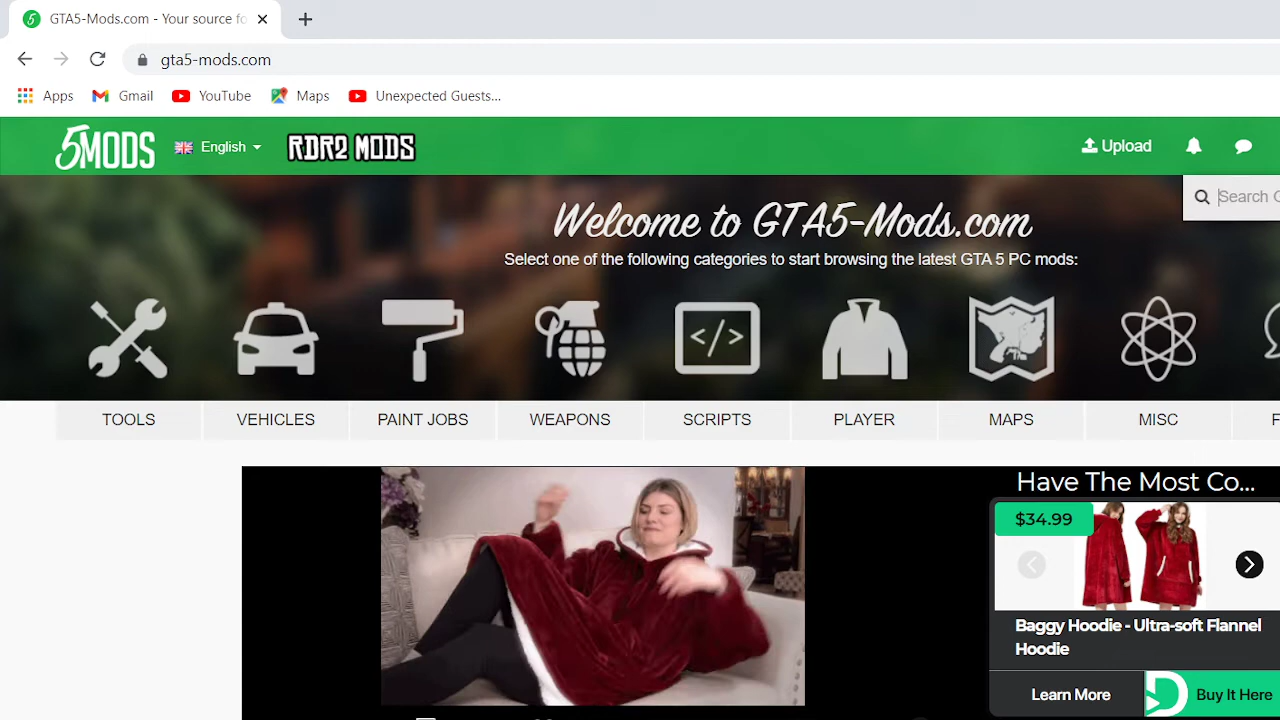 GTA5-Mods.com - Your source fo
gta5-mods.com
Apps
Gmail
YouTube
Maps
Unexpected Guests...
5MODS
English
RDR2 MODS
Upload
Search
Welcome to GTA5-Mods.com
Select one of the following categories to start browsing the latest GTA 5 PC mods:
TOOLS
VEHICLES
PAINT JOBS
WEAPONS
SCRIPTS
PLAYER
MAPS
MISC
Have The Most Co...
$34.99
Baggy Hoodie - Ultra-soft Flannel
Hoodie
Learn More
Buy It Here